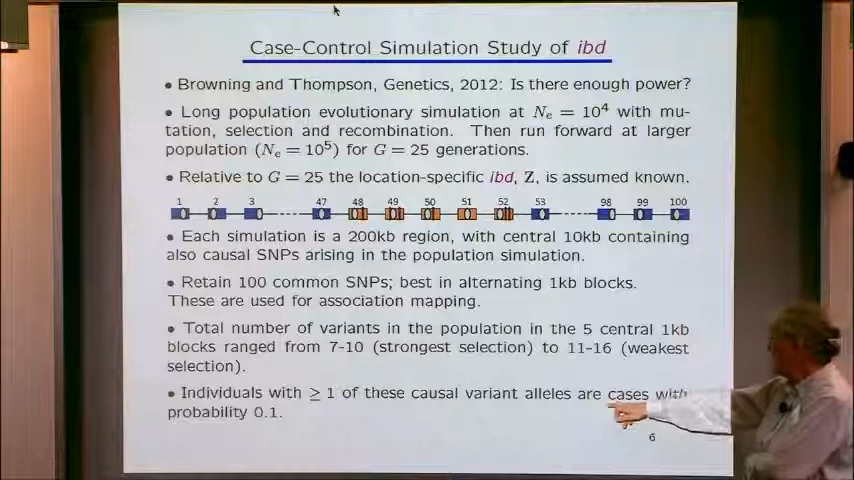 Case-Control Simulation Study of ibd
• Browning and Thompson, Genetics, 2012: Is there enough power?
• Long population evolutionary simulation at Nₑ = 10⁴ with mu-
tation, selection and recombination. Then run forward at larger
population (Nₑ = 10⁵) for G = 25 generations.
• Relative to G = 25 the location-specific ibd, Z, is assumed known.
1 2 3 47 48 49 50 51 52 53 98 99 100
• Each simulation is a 200kb region, with central 10kb containing
also causal SNPs arising in the population simulation.
• Retain 100 common SNPs; best in alternating 1kb blocks.
These are used for association mapping.
• Total number of variants in the population in the 5 central 1kb
blocks ranged from 7-10 (strongest selection) to 11-16 (weakest
selection).
• Individuals with ≥ 1 of these causal variant alleles are cases with
probability 0.1.
6